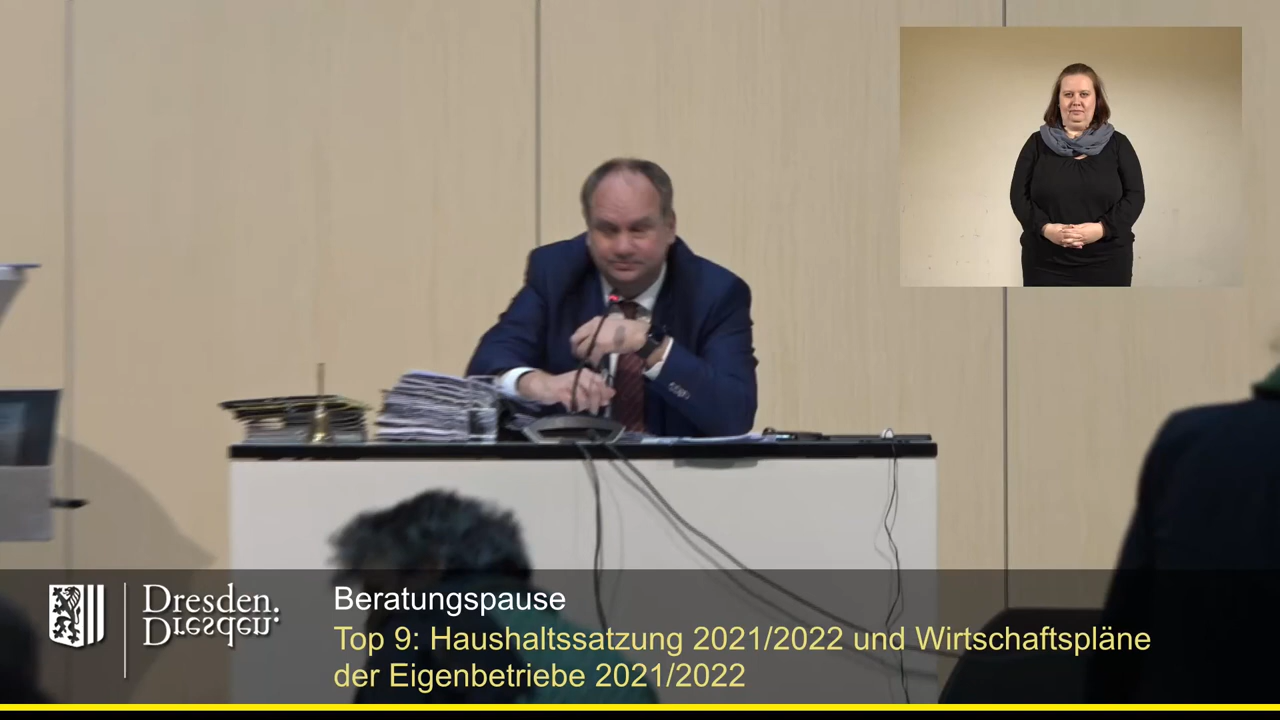 Dresden.
Dresden.
Beratungspause
Top 9: Haushaltssatzung 2021/2022 und Wirtschaftspläne
der Eigenbetriebe 2021/2022